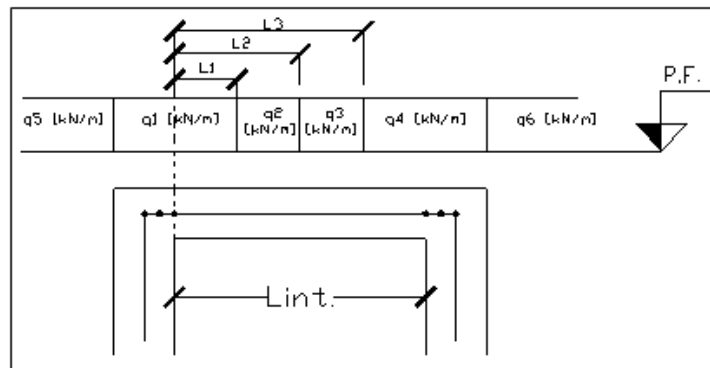 L3
L2
L1
P.F.
q5 [kN/m] q1 [kN/m] q2 [kN/m] q3 [kN/m] q4 [kN/m] q6 [kN/m]
Lint.